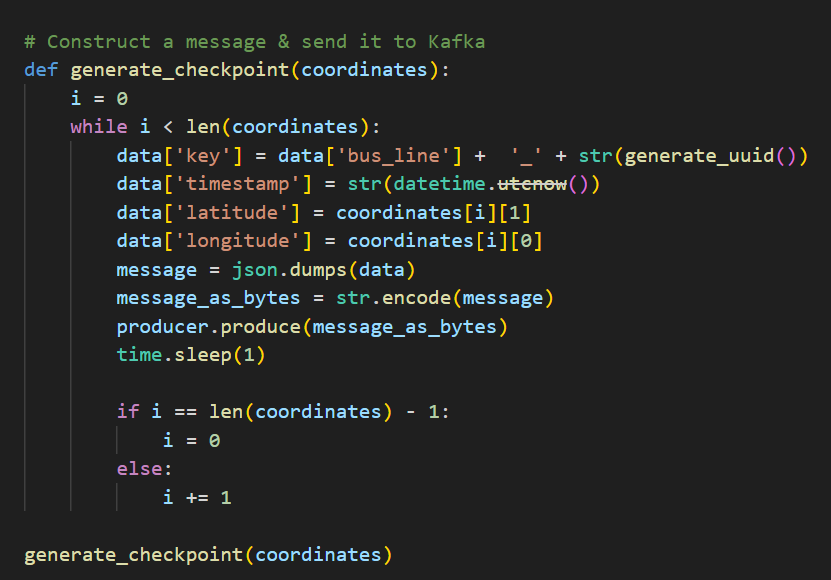 # Construct a message & send it to Kafka
def generate_checkpoint(coordinates):
    i = 0
    while i < len(coordinates):
        data['key'] = data['bus_line'] +  '_' + str(generate_uuid())
        data['timestamp'] = str(datetime.utcnow())
        data['latitude'] = coordinates[i][1]
        data['longitude'] = coordinates[i][0]
        message = json.dumps(data)
        message_as_bytes = str.encode(message)
        producer.produce(message_as_bytes)
        time.sleep(1)

        if i == len(coordinates) - 1:
            i = 0
        else:
            i += 1

generate_checkpoint(coordinates)